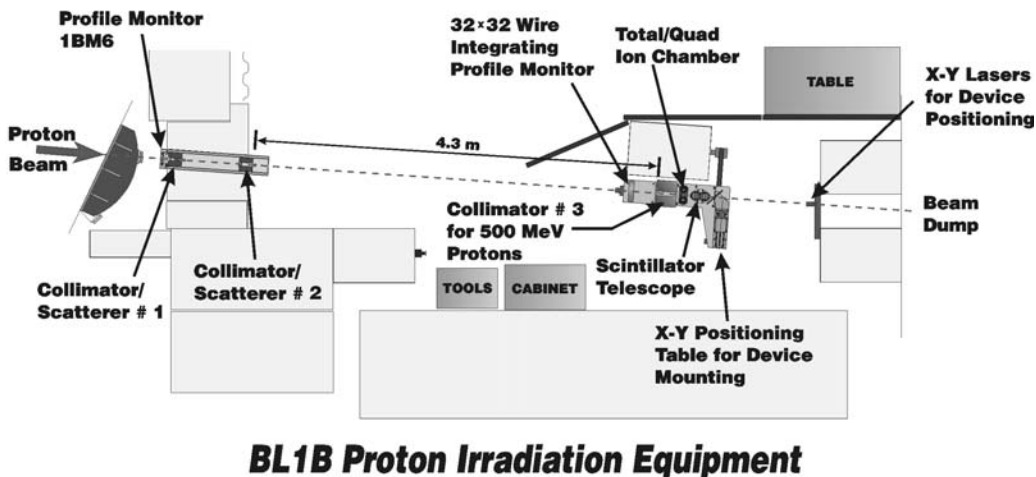 Profile Monitor
1BM6
32×32 Wire
Integrating
Profile Monitor
Total/Quad
Ion Chamber
TABLE
X-Y Lasers
for Device
Positioning
Proton
Beam
4.3 m
Collimator # 3
for 500 MeV
Protons
Beam
Dump
Collimator/
Scatterer # 1
Collimator/
Scatterer # 2
TOOLS
CABINET
Scintillator
Telescope
X-Y Positioning
Table for Device
Mounting
BL1B Proton Irradiation Equipment